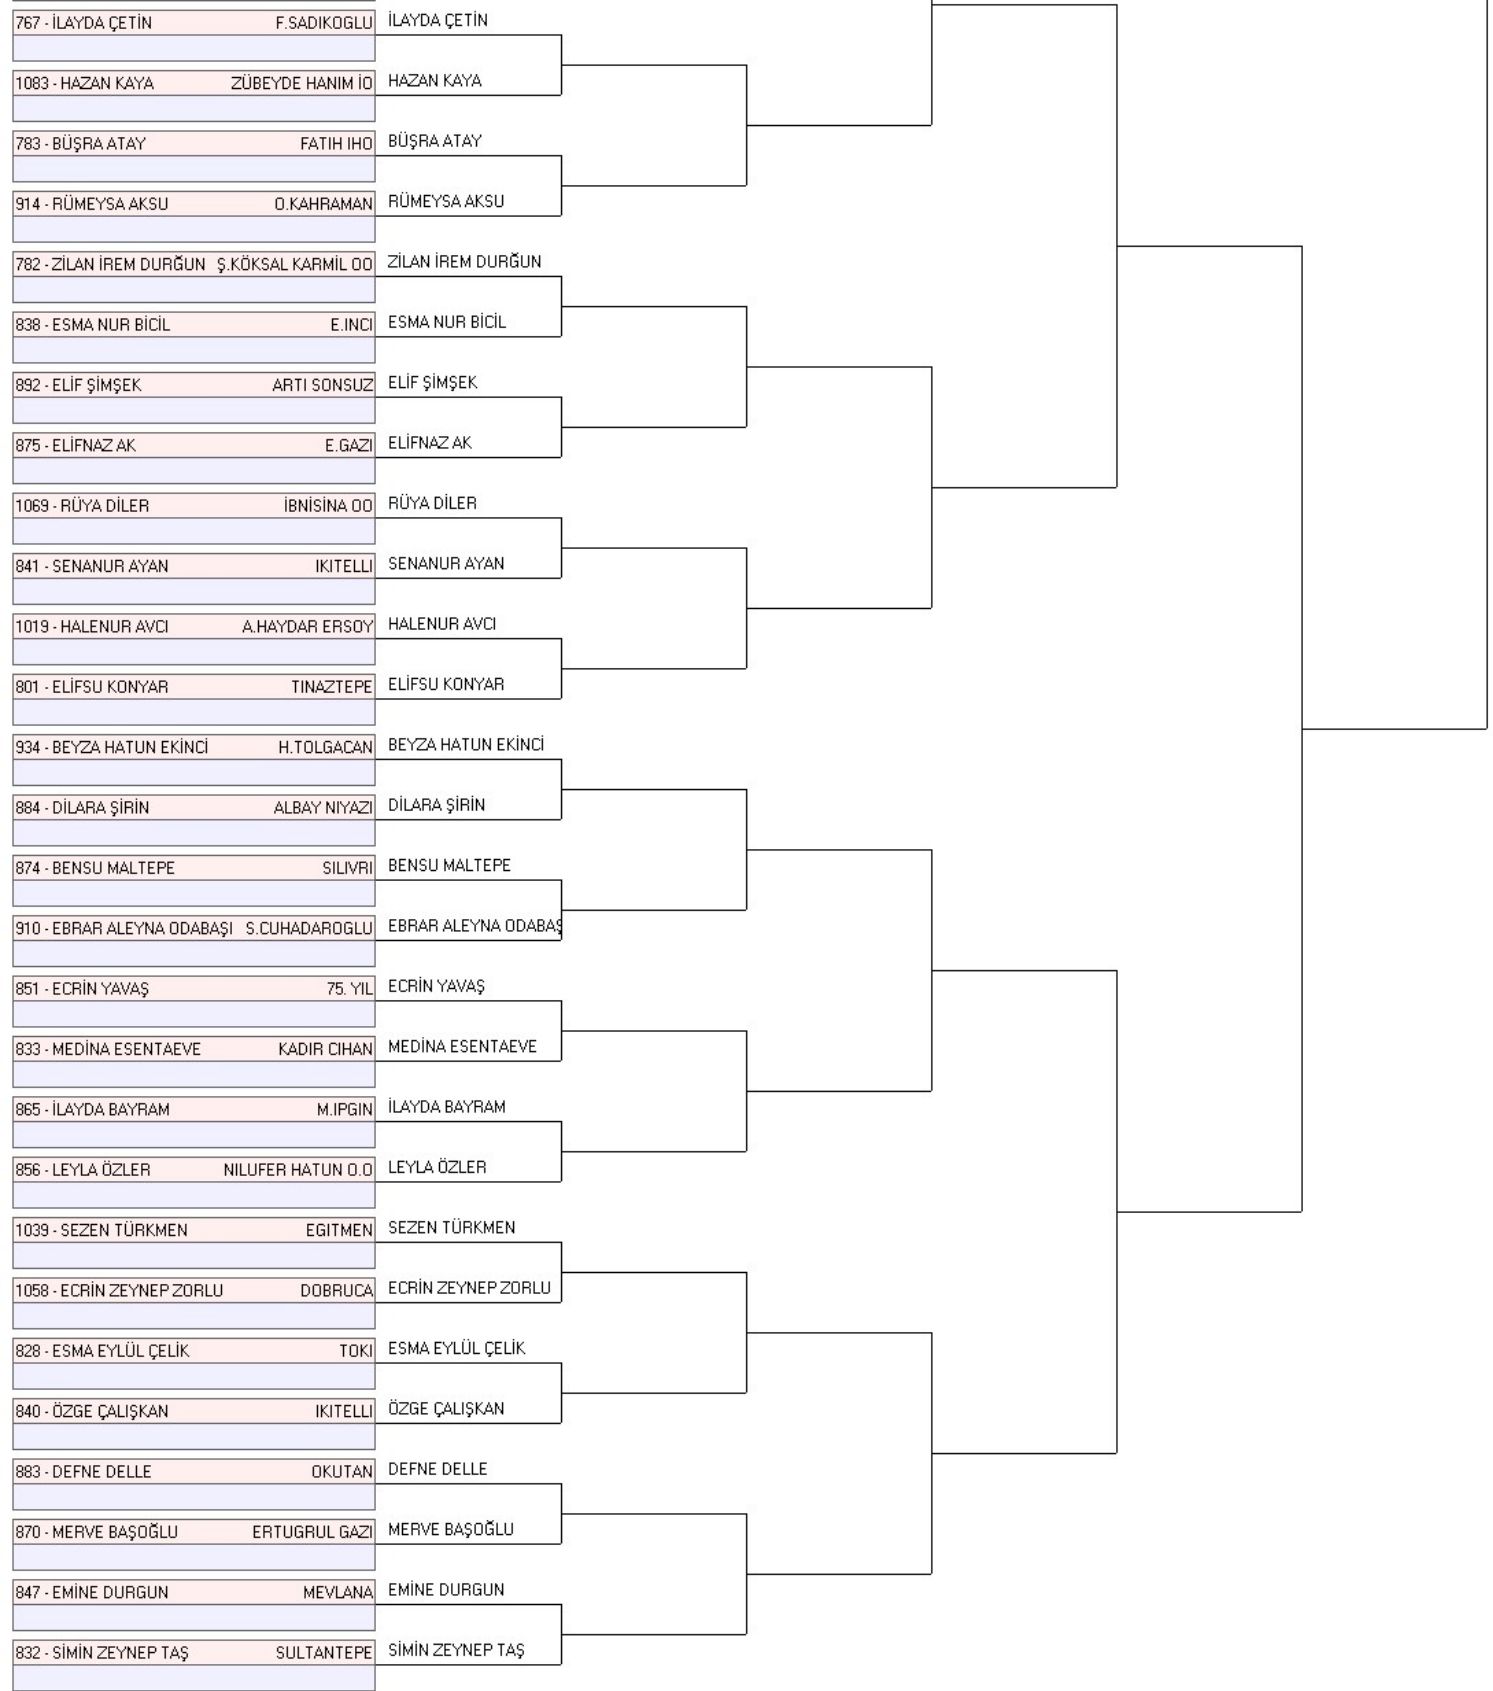 767 - İLAYDA ÇETİN F.SADIKOGLU İLAYDA ÇETİN
1083 - HAZAN KAYA ZÜBEYDE HANIM İO HAZAN KAYA
783 - BÜŞRA ATAY FATIH IHO BÜŞRA ATAY
914 - RÜMEYSA AKSU O.KAHRAMAN RÜMEYSA AKSU
782 - ZİLAN İREM DURĞUN Ş.KÖKSAL KARMİL OO ZİLAN İREM DURĞUN
838 - ESMA NUR BİCİL E.INCI ESMA NUR BİCİL
892 - ELİF ŞİMŞEK ARTI SONSUZ ELİF ŞİMŞEK
875 - ELİFNAZ AK E.GAZI ELİFNAZ AK
1069 - RÜYA DİLER İBNİSİNA OO RÜYA DİLER
841 - SENANUR AYAN IKITELLI SENANUR AYAN
1019 - HALENUR AVCI A.HAYDAR ERSOY HALENUR AVCI
801 - ELİFSU KONYAR TINAZTEPE ELİFSU KONYAR
934 - BEYZA HATUN EKİNCİ H.TOLGACAN BEYZA HATUN EKİNCİ
884 - DİLARA ŞİRİN ALBAY NIYAZI DİLARA ŞİRİN
874 - BENSU MALTEPE SILIVRI BENSU MALTEPE
910 - EBRAR ALEYNA ODABAŞI S.CUHADAROGLU EBRAR ALEYNA ODABAŞ
851 - ECRİN YAVAŞ 75. YIL ECRİN YAVAŞ
833 - MEDİNA ESENTAEVE KADIR CIHAN MEDİNA ESENTAEVE
865 - İLAYDA BAYRAM M.IPGIN İLAYDA BAYRAM
856 - LEYLA ÖZLER NILUFER HATUN O.O LEYLA ÖZLER
1039 - SEZEN TÜRKMEN EGITMEN SEZEN TÜRKMEN
1058 - ECRİN ZEYNEP ZORLU DOBRUCA ECRİN ZEYNEP ZORLU
828 - ESMA EYLÜL ÇELİK TOKI ESMA EYLÜL ÇELİK
840 - ÖZGE ÇALIŞKAN IKITELLI ÖZGE ÇALIŞKAN
883 - DEFNE DELLE OKUTAN DEFNE DELLE
870 - MERVE BAŞOĞLU ERTUGRUL GAZI MERVE BAŞOĞLU
847 - EMİNE DURGUN MEVLANA EMİNE DURGUN
832 - SİMİN ZEYNEP TAŞ SULTANTEPE SİMİN ZEYNEP TAŞ